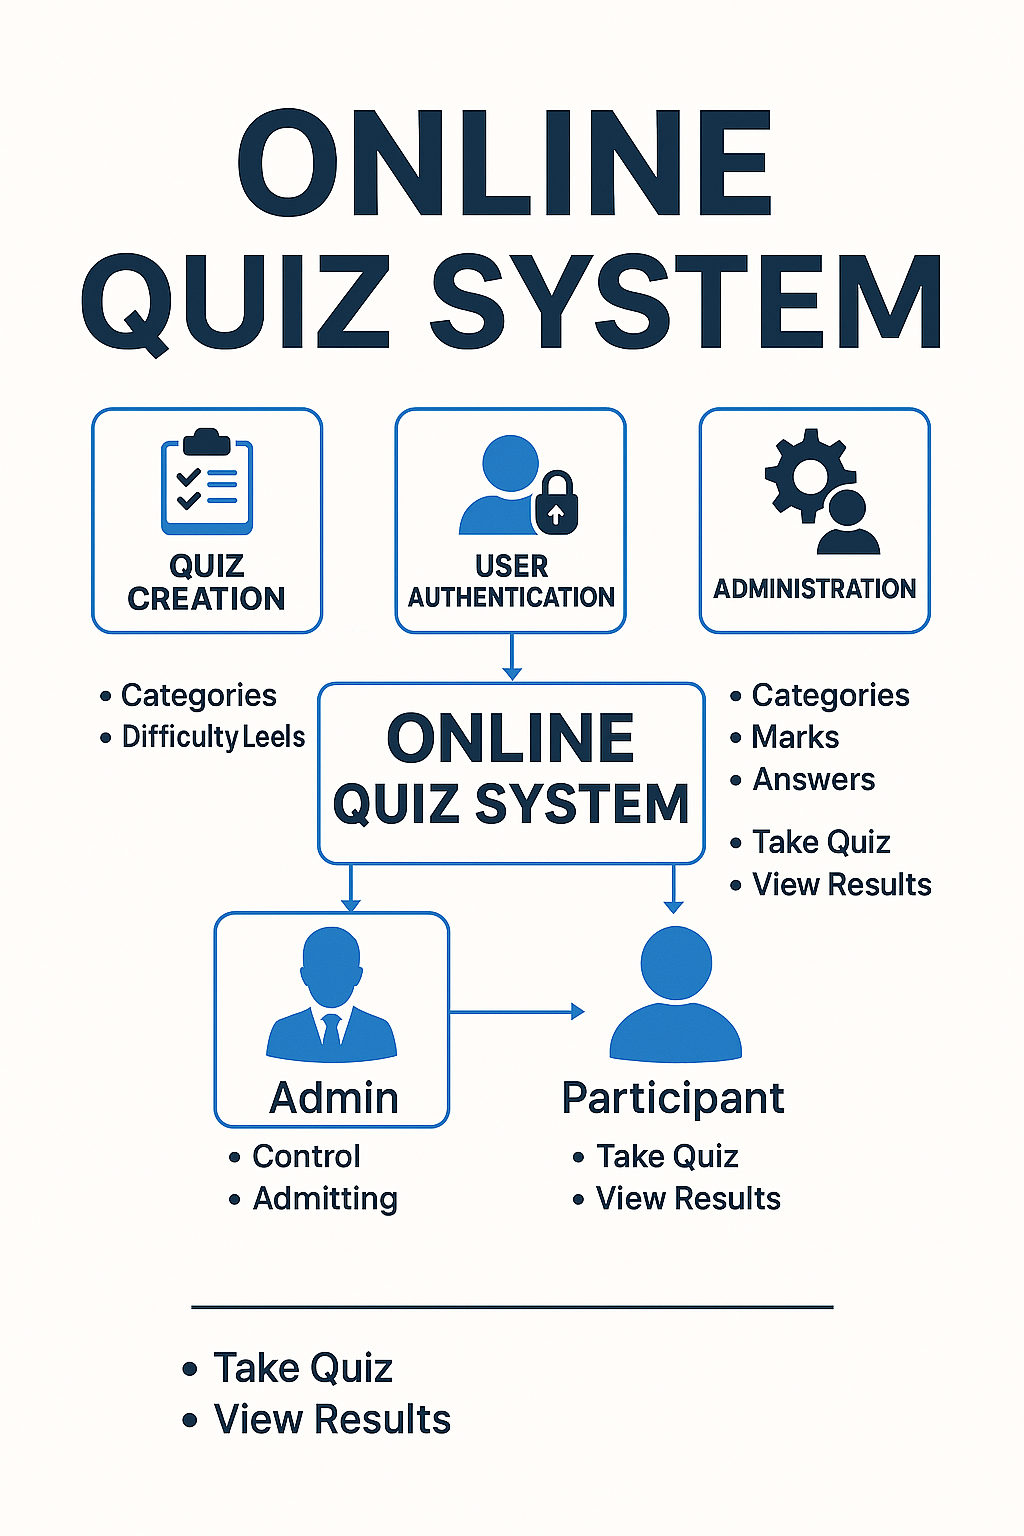 ONLINE
QUIZ SYSTEM
QUIZ
CREATION
USER
AUTHENTICATION
ADMINISTRATION
• Categories
• Difficulty Leels
ONLINE
QUIZ SYSTEM
• Categories
• Marks
• Answers
• Take Quiz
• View Results
Admin
• Control
• Admitting
Participant
• Take Quiz
• View Results
• Take Quiz
• View Results